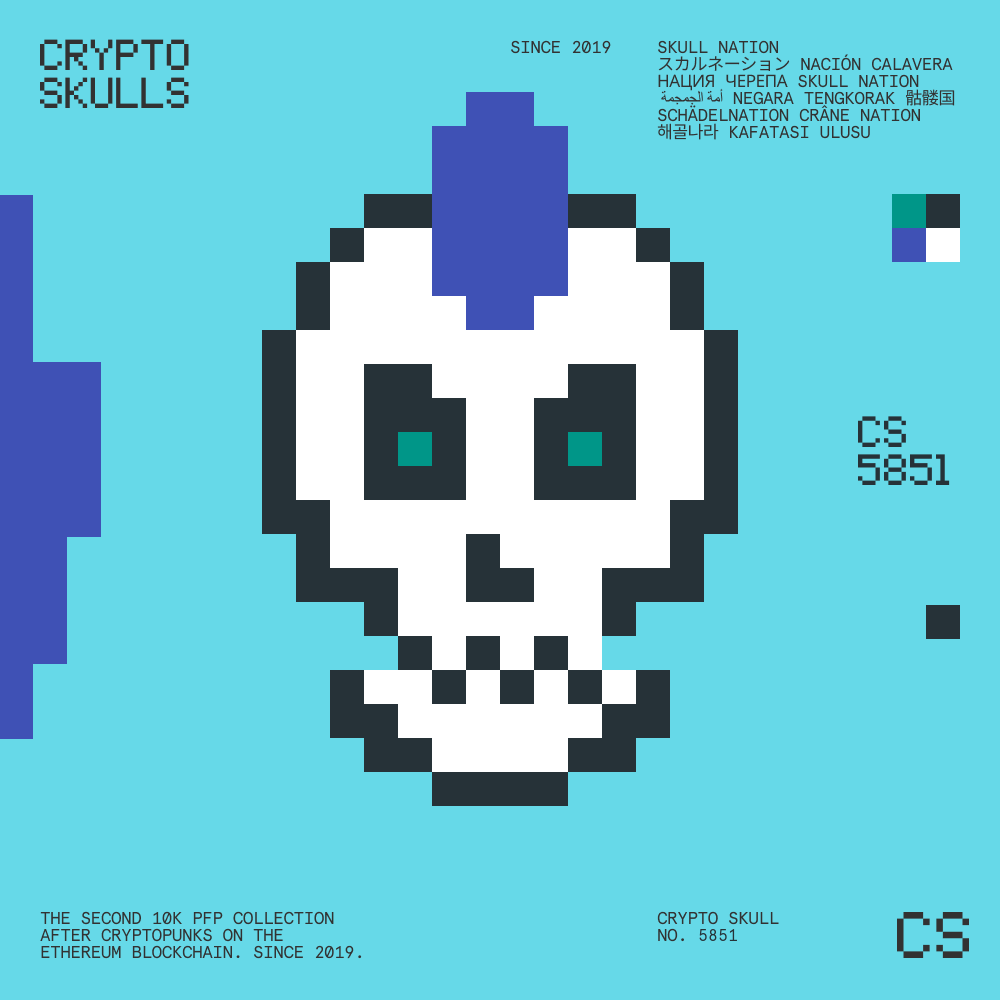 CRYPTO
SKULLS
SINCE 2019
SKULL NATION
スカルネーション NACIÓN CALAVERA
НАЦИЯ ЧЕРЕПА SKULL NATION
أمة الجمجمة NEGARA TENGKORAK 骷髅国
SCHÄDELNATION CRÂNE NATION
해골나라 KAFATASI ULUSU
CS
5851
THE SECOND 10K PFP COLLECTION
AFTER CRYPTOPUNKS ON THE
ETHEREUM BLOCKCHAIN. SINCE 2019.
CRYPTO SKULL
NO. 5851
CS